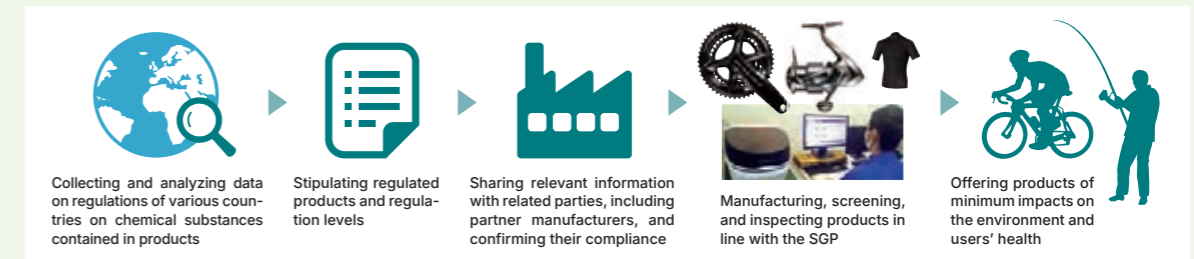 Collecting and analyzing data
on regulations of various coun-
tries on chemical substances
contained in products
Stipulating regulated
products and regula-
tion levels
Sharing relevant information
with related parties, including
partner manufacturers, and
confirming their compliance
Manufacturing, screening,
and inspecting products in
line with the SGP
Offering products of
minimum impacts on
the environment and
users’ health